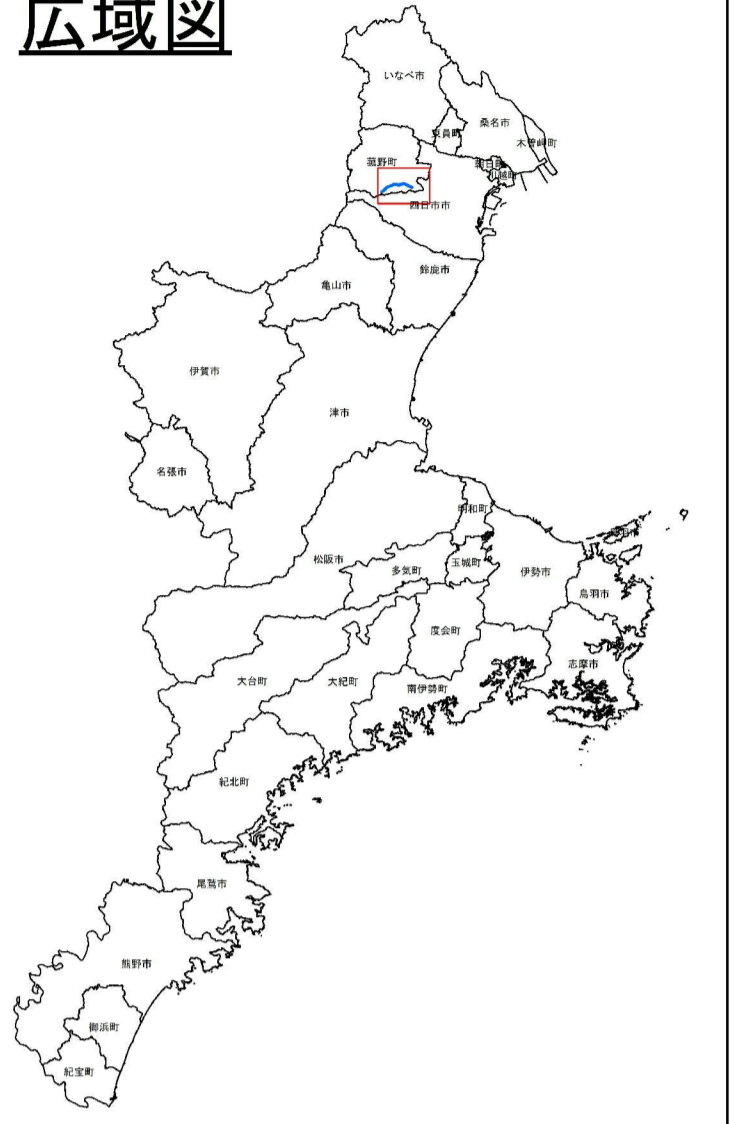 広域図
いなべ市
桑名市
東員町
木曽岬町
菰野町
朝日町
川越町
四日市市
鈴鹿市
亀山市
伊賀市
津市
名張市
明和町
松阪市
多気町
玉城町
伊勢市
鳥羽市
度会町
志摩市
大台町
大紀町
南伊勢町
紀北町
尾鷲市
熊野市
御浜町
紀宝町